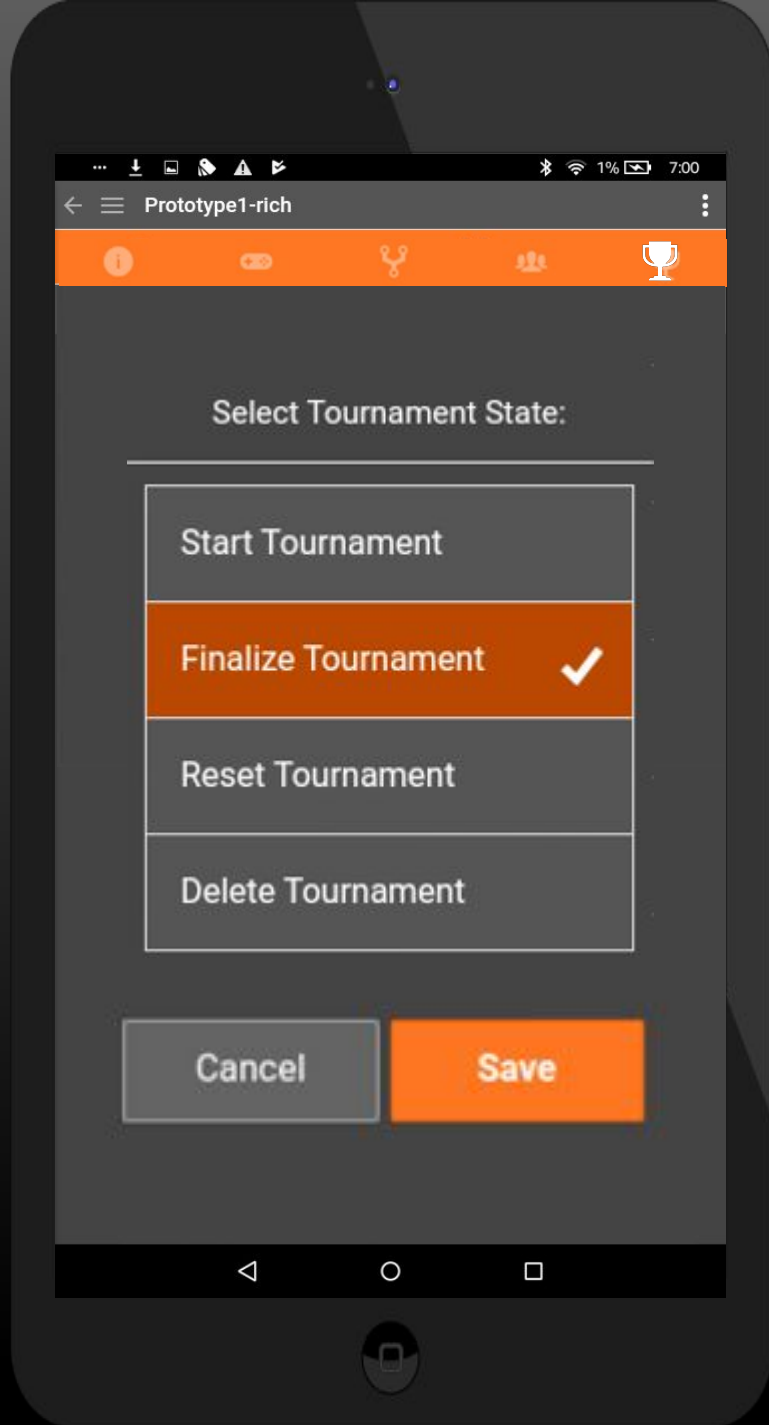 1% 7:00
Prototype1-rich
Select Tournament State:
Start Tournament
Finalize Tournament
Reset Tournament
Delete Tournament
Cancel Save